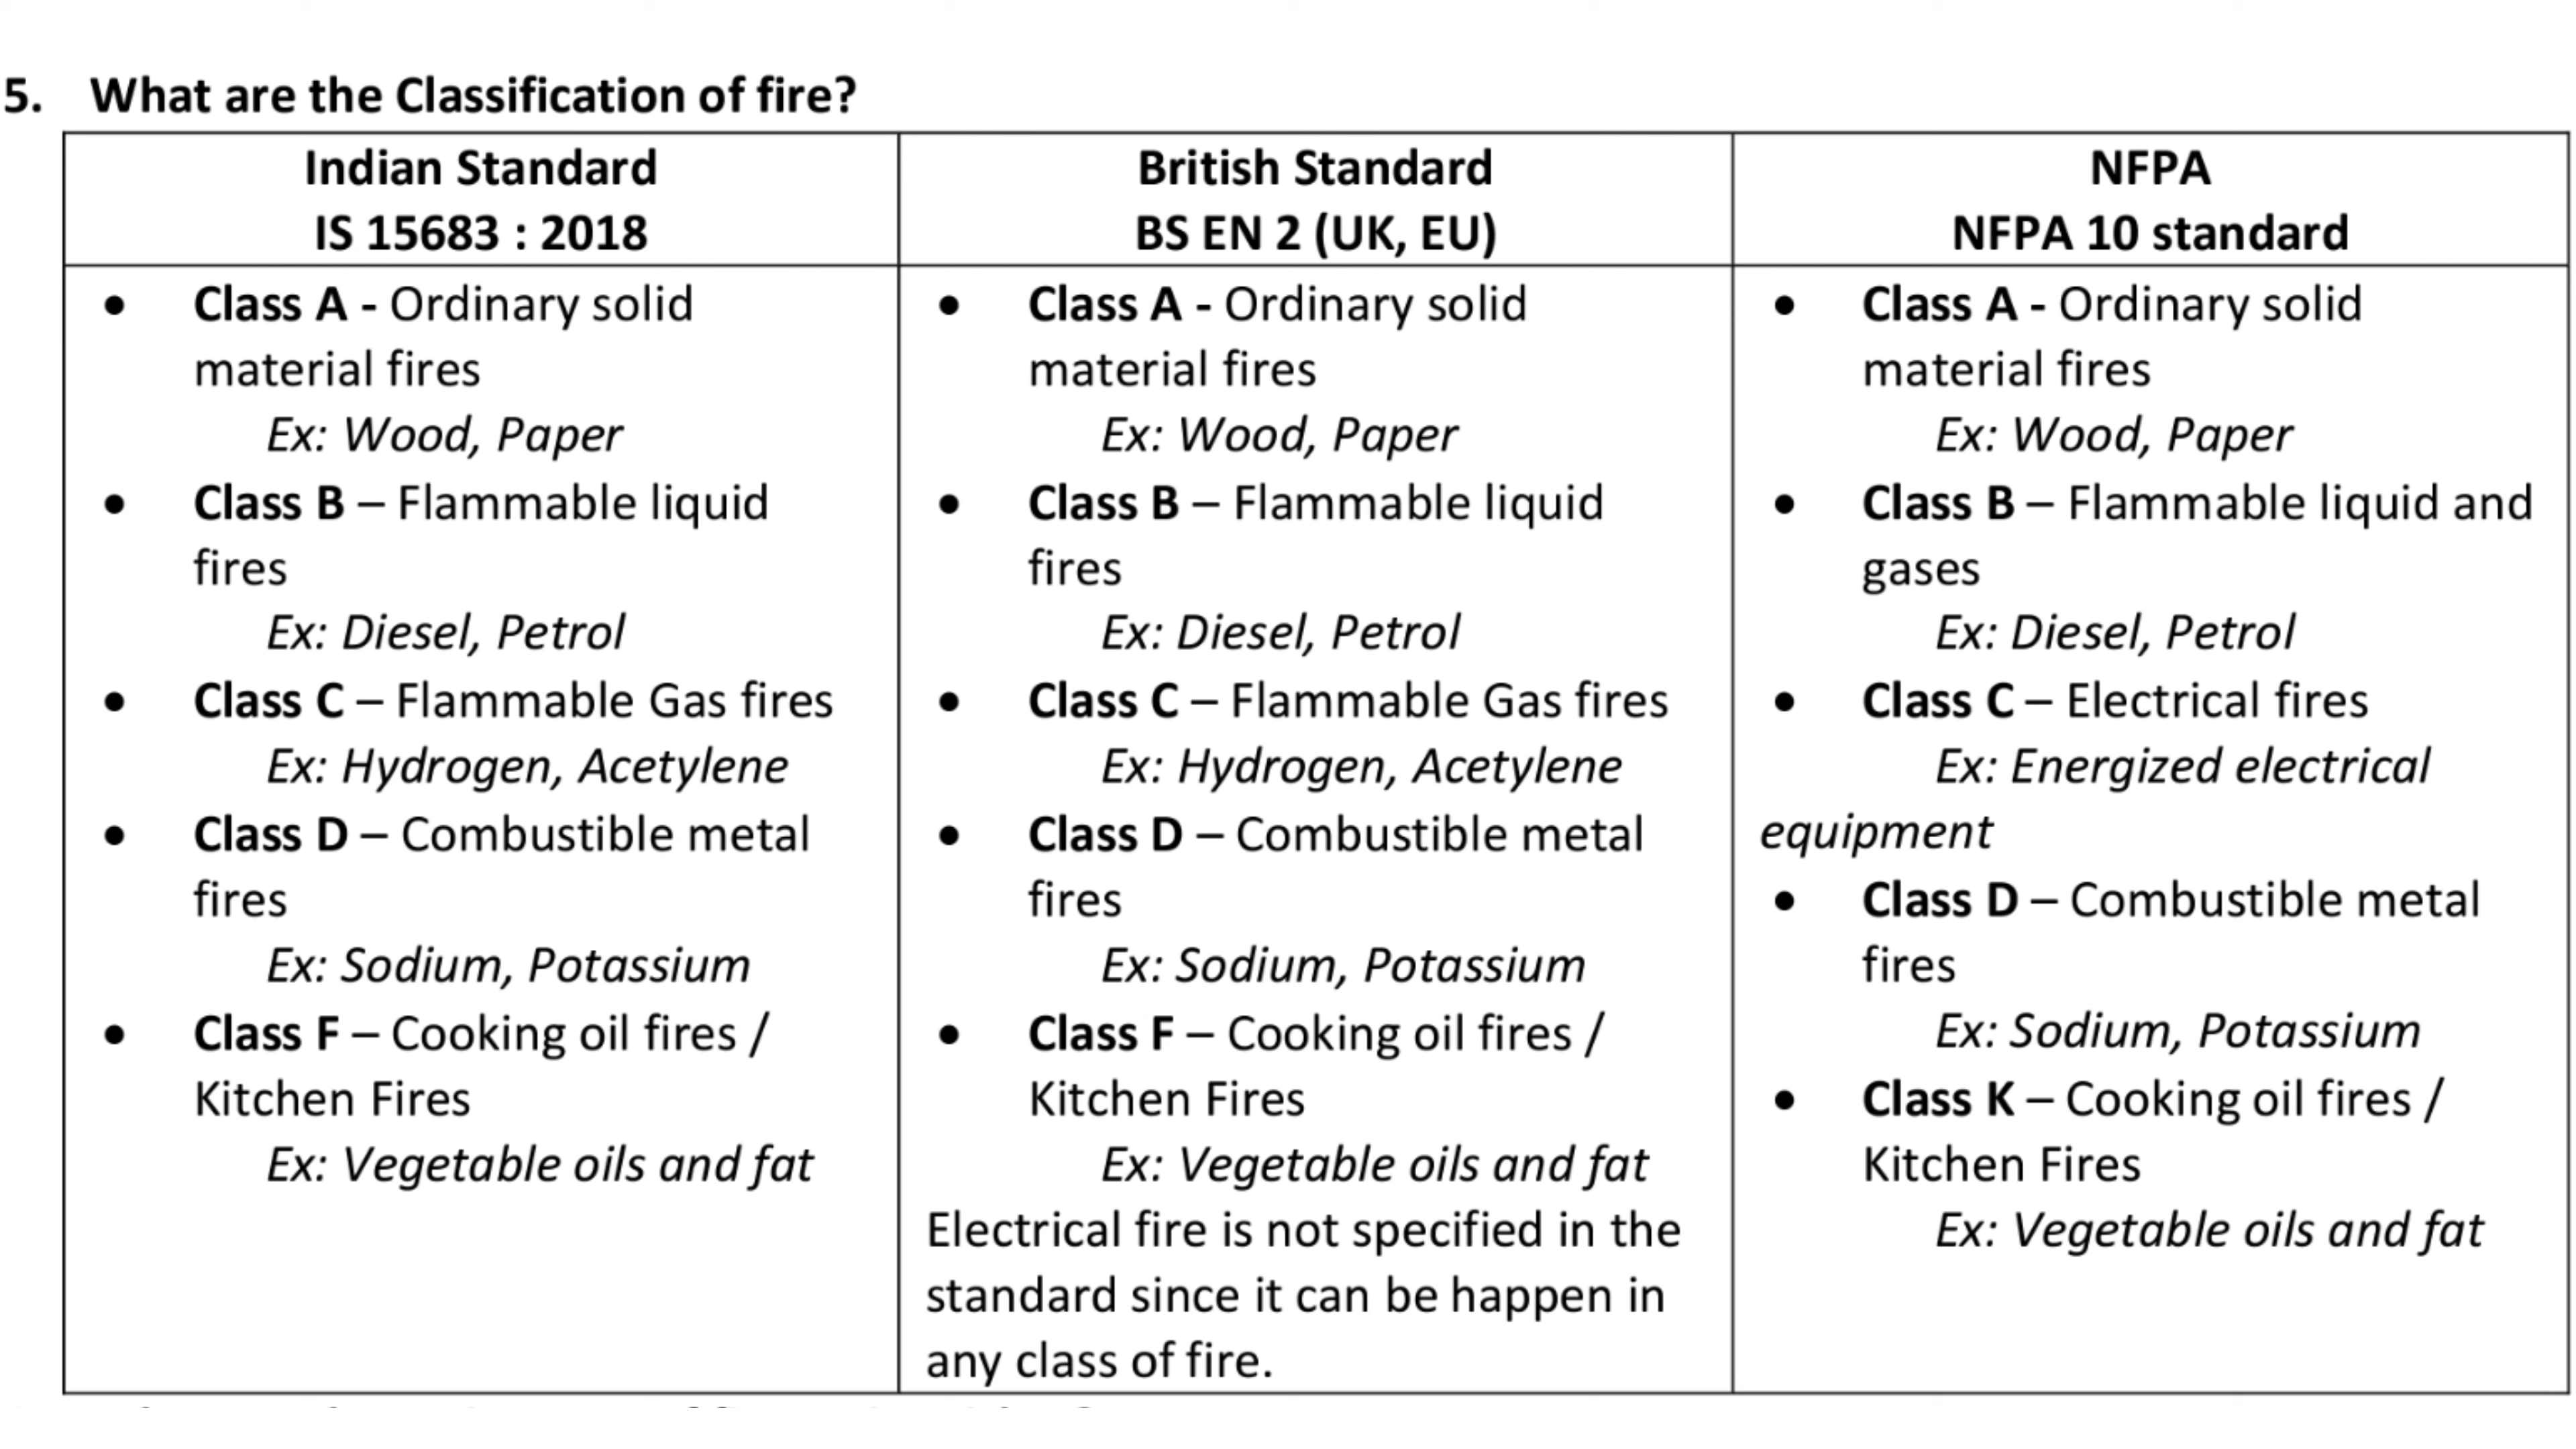 5. What are the Classification of fire?
Indian Standard
IS 15683 : 2018
British Standard
BS EN 2 (UK, EU)
NFPA
NFPA 10 standard
• Class A - Ordinary solid
material fires
Ex: Wood, Paper
• Class B – Flammable liquid
fires
Ex: Diesel, Petrol
• Class C – Flammable Gas fires
Ex: Hydrogen, Acetylene
• Class D – Combustible metal
fires
Ex: Sodium, Potassium
• Class F – Cooking oil fires /
Kitchen Fires
Ex: Vegetable oils and fat
• Class A - Ordinary solid
material fires
Ex: Wood, Paper
• Class B – Flammable liquid
fires
Ex: Diesel, Petrol
• Class C – Flammable Gas fires
Ex: Hydrogen, Acetylene
• Class D – Combustible metal
fires
Ex: Sodium, Potassium
• Class F – Cooking oil fires /
Kitchen Fires
Ex: Vegetable oils and fat
Electrical fire is not specified in the
standard since it can be happen in
any class of fire.
• Class A - Ordinary solid
material fires
Ex: Wood, Paper
• Class B – Flammable liquid and
gases
Ex: Diesel, Petrol
• Class C – Electrical fires
Ex: Energized electrical
equipment
• Class D – Combustible metal
fires
Ex: Sodium, Potassium
• Class K – Cooking oil fires /
Kitchen Fires
Ex: Vegetable oils and fat